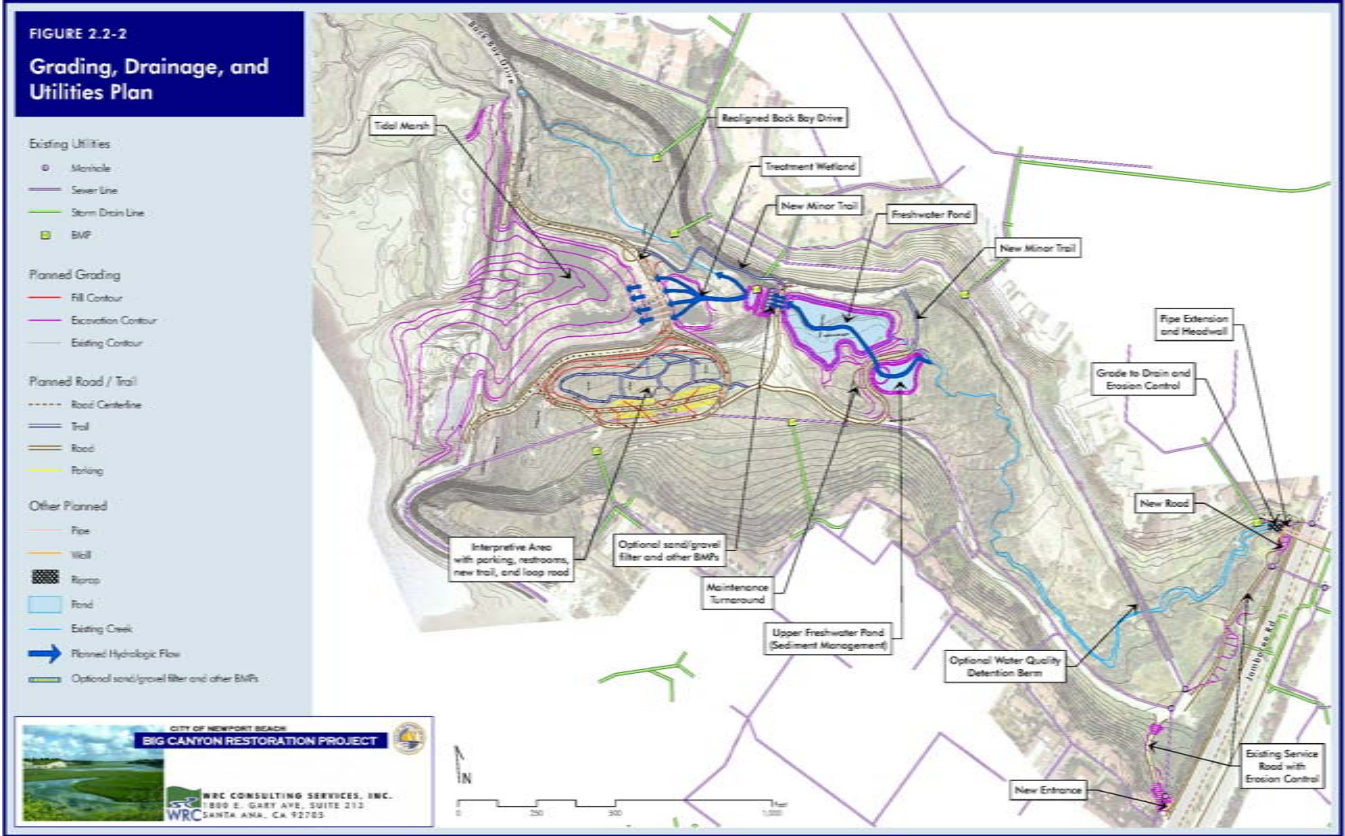 FIGURE 2.2-2
Grading, Drainage, and
Utilities Plan
Existing Utilities
Manhole
Sewer Line
Storm Drain Line
BMP
Planned Grading
Fill Contour
Excavation Contour
Existing Contour
Planned Road / Trail
Road Centerline
Trail
Road
Parking
Other Planned
Pipe
Wall
Riprap
Pond
Existing Creek
Planned Hydrologic Flow
Optional sand/gravel filter and other BMPs
CITY OF NEWPORT BEACH
BIG CANYON RESTORATION PROJECT
WRC
WRC CONSULTING SERVICES, INC.
1800 E. GARY AVE, SUITE 213
SANTA ANA, CA 92705
Back Bay Drive
Tidal Marsh
Realigned Back Bay Drive
Treatment Wetland
New Minor Trail
Freshwater Pond
New Minor Trail
Pipe Extension
and Headwall
Grade to Drain and
Erosion Control
New Road
Interpretive Area
with parking, restrooms,
new trail, and loop road
Optional sand/gravel
filter and other BMPs
Maintenance
Turnaround
Upper Freshwater Pond
(Sediment Management)
Optional Water Quality
Detention Berm
Jamboree Rd
Existing Service
Road with
Erosion Control
New Entrance
N
0 250 500 1,000
Feet